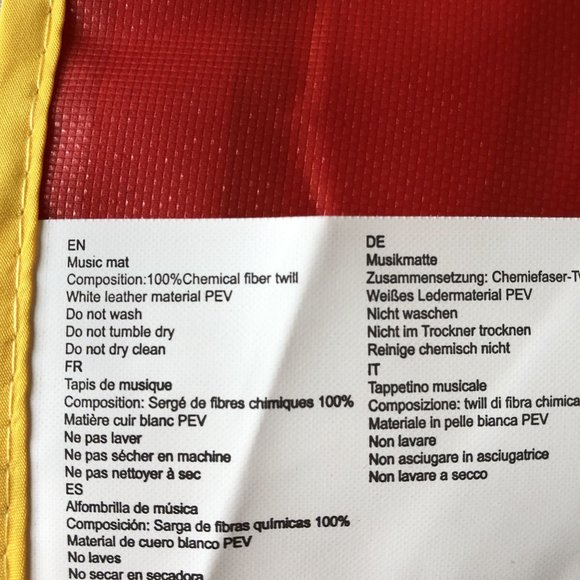 EN
Music mat
Composition:100%Chemical fiber twill
White leather material PEV
Do not wash
Do not tumble dry
Do not dry clean
FR
Tapis de musique
Composition: Sergé de fibres chimiques 100%
Matière cuir blanc PEV
Ne pas laver
Ne pas sécher en machine
Ne pas nettoyer à sec
ES
Alfombrilla de música
Composición: Sarga de fibras químicas 100%
Material de cuero blanco PEV
No laves
No secar en secadora
DE
Musikmatte
Zusammensetzung: Chemiefaser-Tw
Weißes Ledermaterial PEV
Nicht waschen
Nicht im Trockner trocknen
Reinige chemisch nicht
IT
Tappetino musicale
Composizione: twill di fibra chimica
Materiale in pelle bianca PEV
Non lavare
Non asciugare in asciugatrice
Non lavare a secco